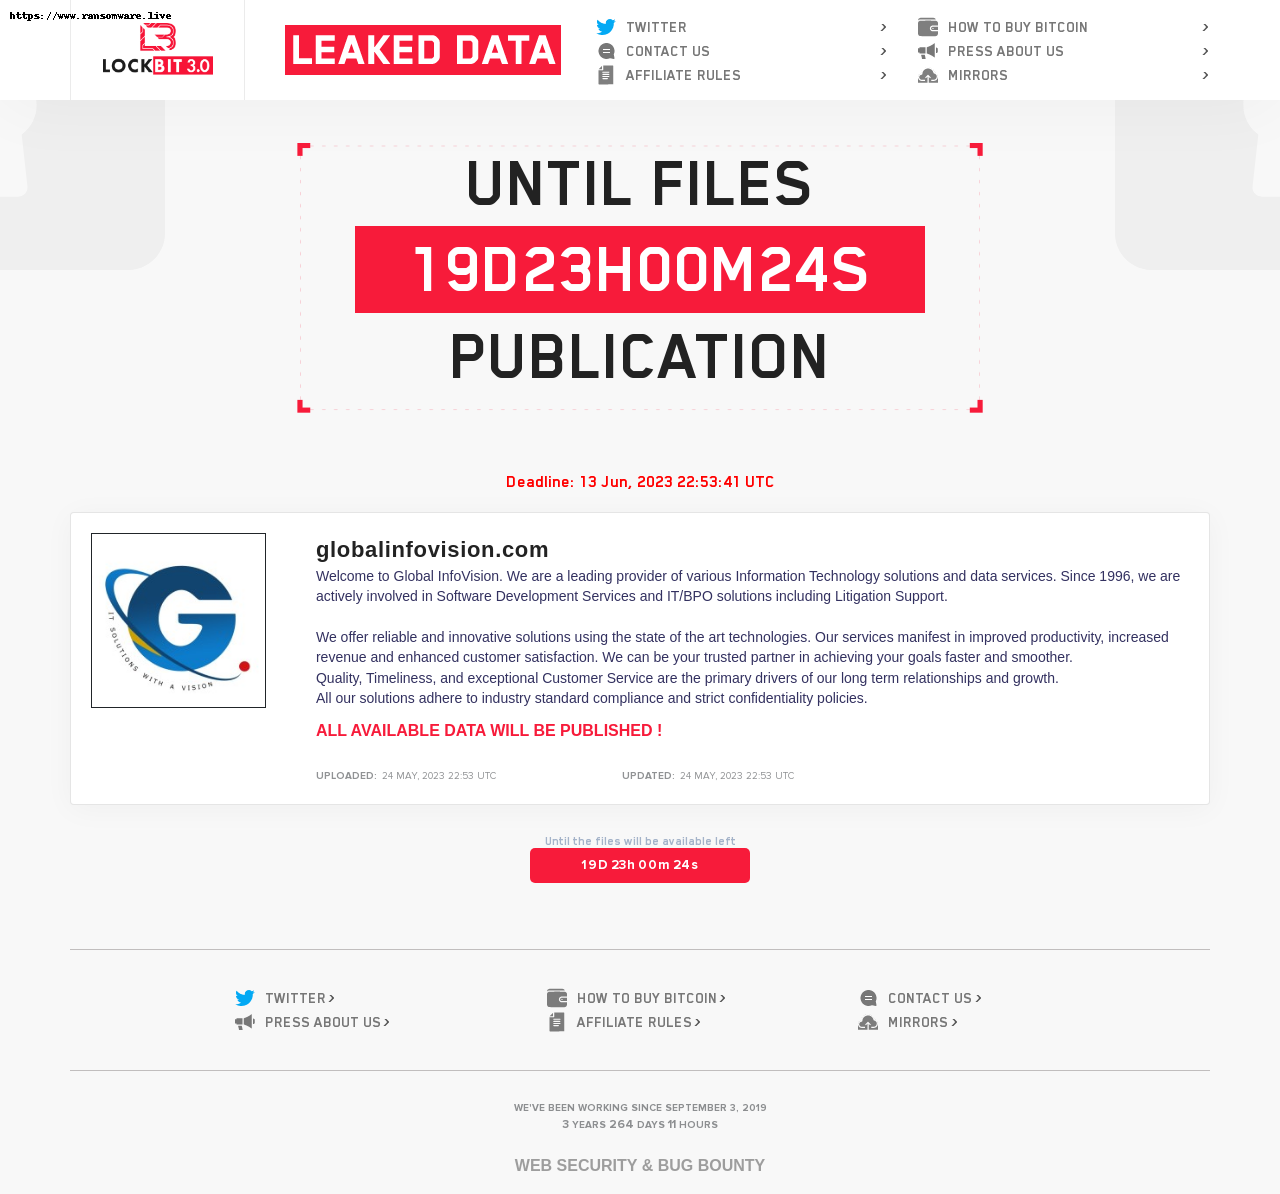 https://www.ransomware.live
LOCKBIT 3.0
LEAKED DATA
TWITTER >
CONTACT US >
AFFILIATE RULES >
HOW TO BUY BITCOIN >
PRESS ABOUT US >
MIRRORS >
UNTIL FILES
19D23H00M24S
PUBLICATION
Deadline: 13 Jun, 2023 22:53:41 UTC
G
IT SOLUTIONS WITH A VISION
globalinfovision.com
Welcome to Global InfoVision. We are a leading provider of various Information Technology solutions and data services. Since 1996, we are
actively involved in Software Development Services and IT/BPO solutions including Litigation Support.
We offer reliable and innovative solutions using the state of the art technologies. Our services manifest in improved productivity, increased
revenue and enhanced customer satisfaction. We can be your trusted partner in achieving your goals faster and smoother.
Quality, Timeliness, and exceptional Customer Service are the primary drivers of our long term relationships and growth.
All our solutions adhere to industry standard compliance and strict confidentiality policies.
ALL AVAILABLE DATA WILL BE PUBLISHED !
UPLOADED: 24 MAY, 2023 22:53 UTC
UPDATED: 24 MAY, 2023 22:53 UTC
Until the files will be available left
19D 23h 00m 24s
TWITTER >
HOW TO BUY BITCOIN >
CONTACT US >
PRESS ABOUT US >
AFFILIATE RULES >
MIRRORS >
WE'VE BEEN WORKING SINCE SEPTEMBER 3, 2019
3 YEARS 264 DAYS 11 HOURS
WEB SECURITY & BUG BOUNTY